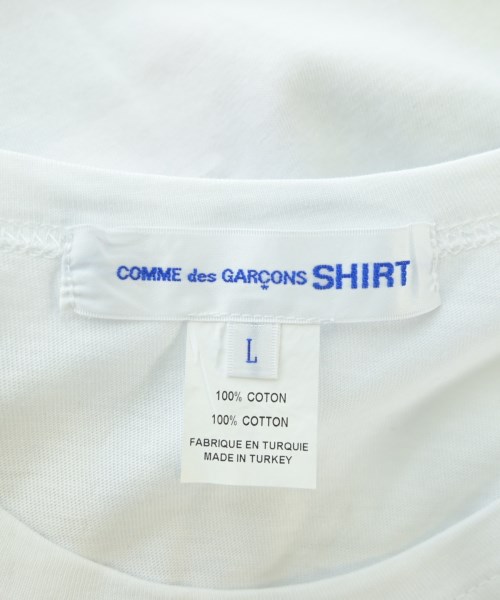 COMME des GARÇONS SHIRT
L
100% COTON
100% COTTON
FABRIQUE EN TURQUIE
MADE IN TURKEY